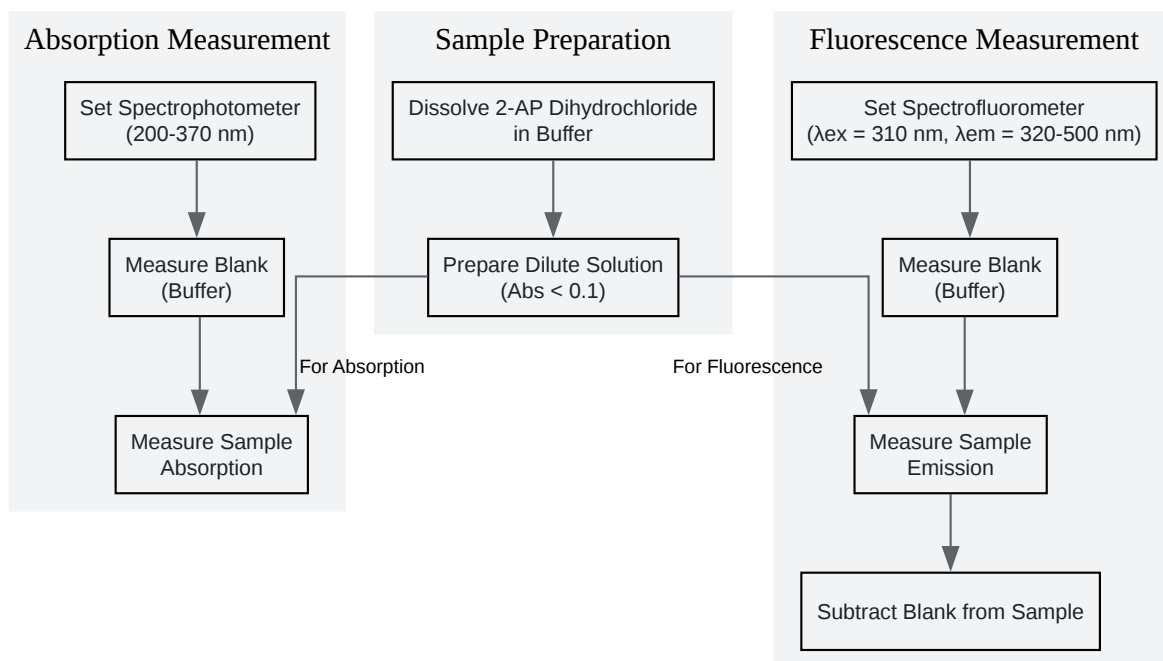 Absorption Measurement
Set Spectrophotometer
(200-370 nm)
Measure Blank
(Buffer)
For Absorption
Measure Sample
Absorption
Sample Preparation
Dissolve 2-AP Dihydrochloride
in Buffer
Prepare Dilute Solution
(Abs < 0.1)
For Fluorescence
Fluorescence Measurement
Set Spectrofluorometer
(λex = 310 nm, λem = 320-500 nm)
Measure Blank
(Buffer)
Measure Sample
Emission
Subtract Blank from Sample